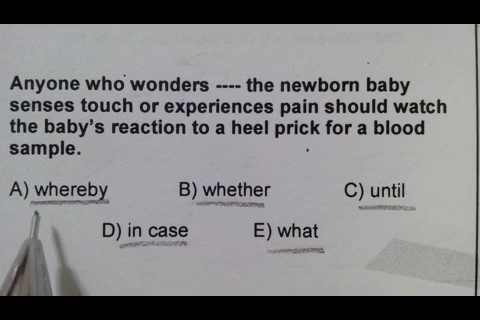 Anyone who wonders ---- the newborn baby
senses touch or experiences pain should watch
the baby's reaction to a heel prick for a blood
sample.
A) whereby B) whether C) until
D) in case E) what